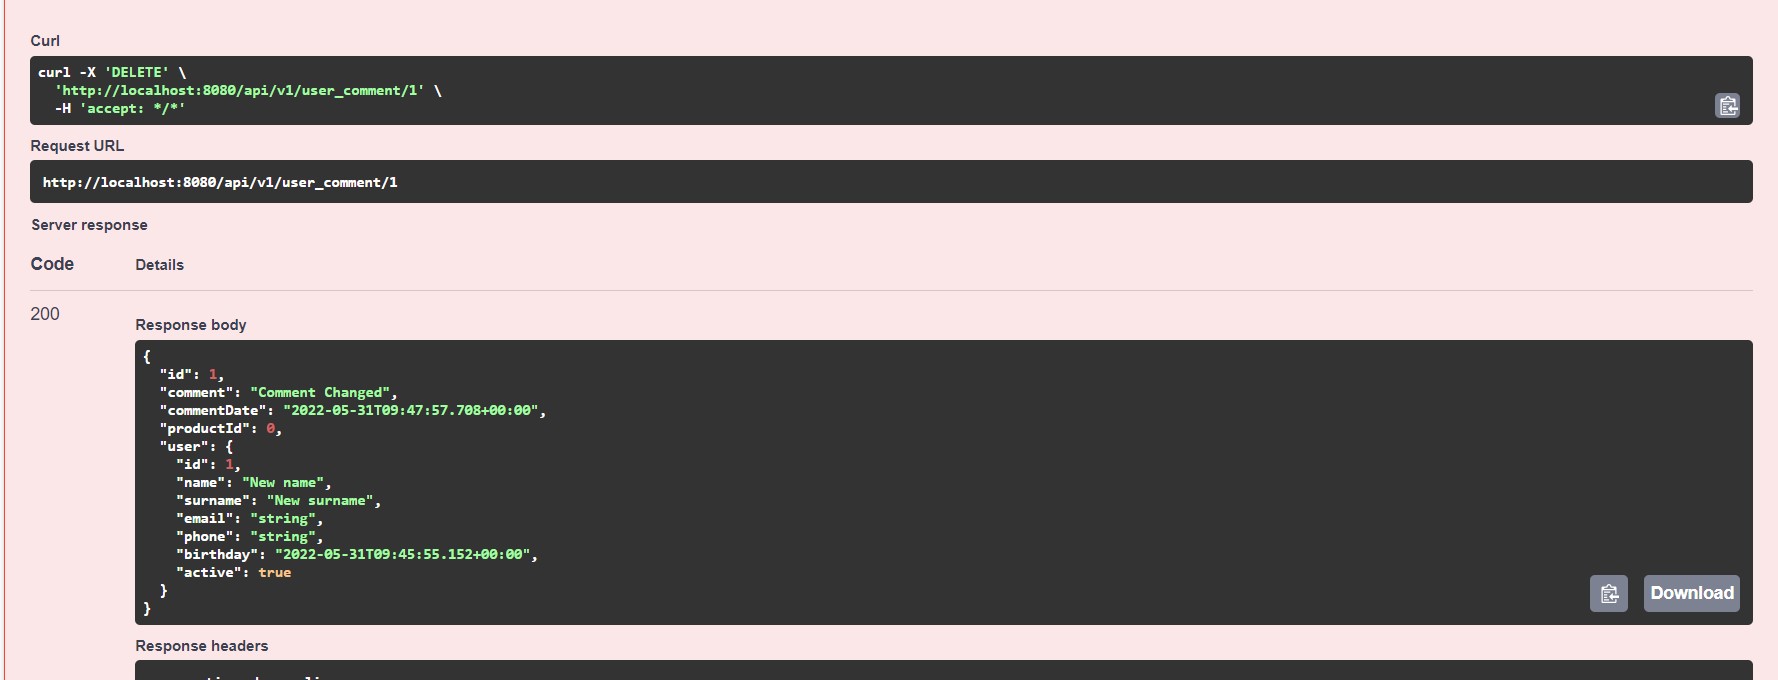 Curl
curl -X 'DELETE' \
  'http://localhost:8080/api/v1/user_comment/1' \
  -H 'accept: */*'
Request URL
http://localhost:8080/api/v1/user_comment/1
Server response
Code Details
200
Response body
{
  "id": 1,
  "comment": "Comment Changed",
  "commentDate": "2022-05-31T09:47:57.708+00:00",
  "productId": 0,
  "user": {
    "id": 1,
    "name": "New name",
    "surname": "New surname",
    "email": "string",
    "phone": "string",
    "birthday": "2022-05-31T09:45:55.152+00:00",
    "active": true
  }
}
Download
Response headers